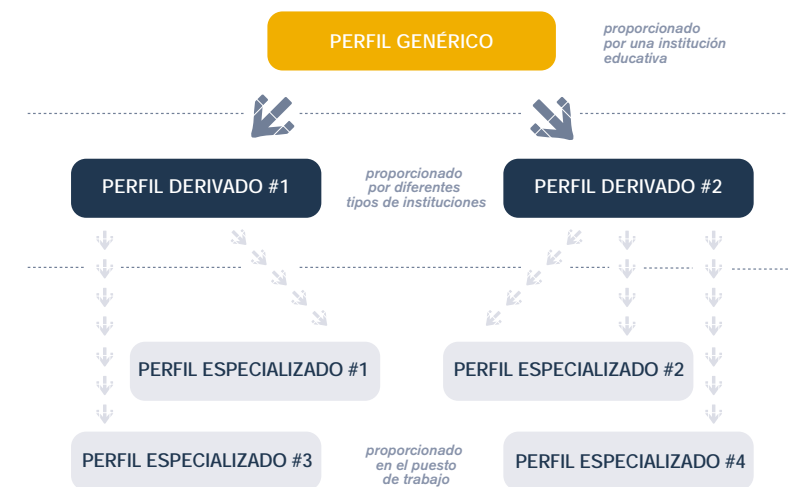 PERFIL GENÉRICO
proporcionado
por una institución
educativa
PERFIL DERIVADO #1
proporcionado
por diferentes
tipos de instituciones
PERFIL DERIVADO #2
PERFIL ESPECIALIZADO #1
PERFIL ESPECIALIZADO #2
PERFIL ESPECIALIZADO #3
proporcionado
en el puesto
de trabajo
PERFIL ESPECIALIZADO #4